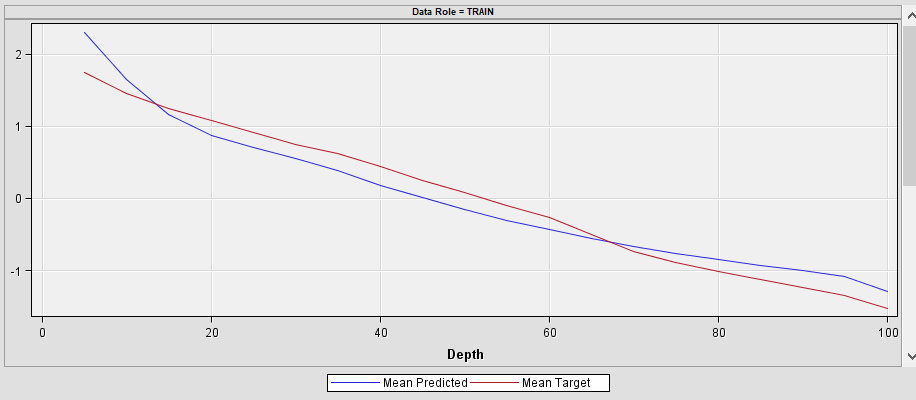 Data Role = TRAIN
2
1
0
-1
0 20 40 60 80 100
Depth
Mean Predicted Mean Target